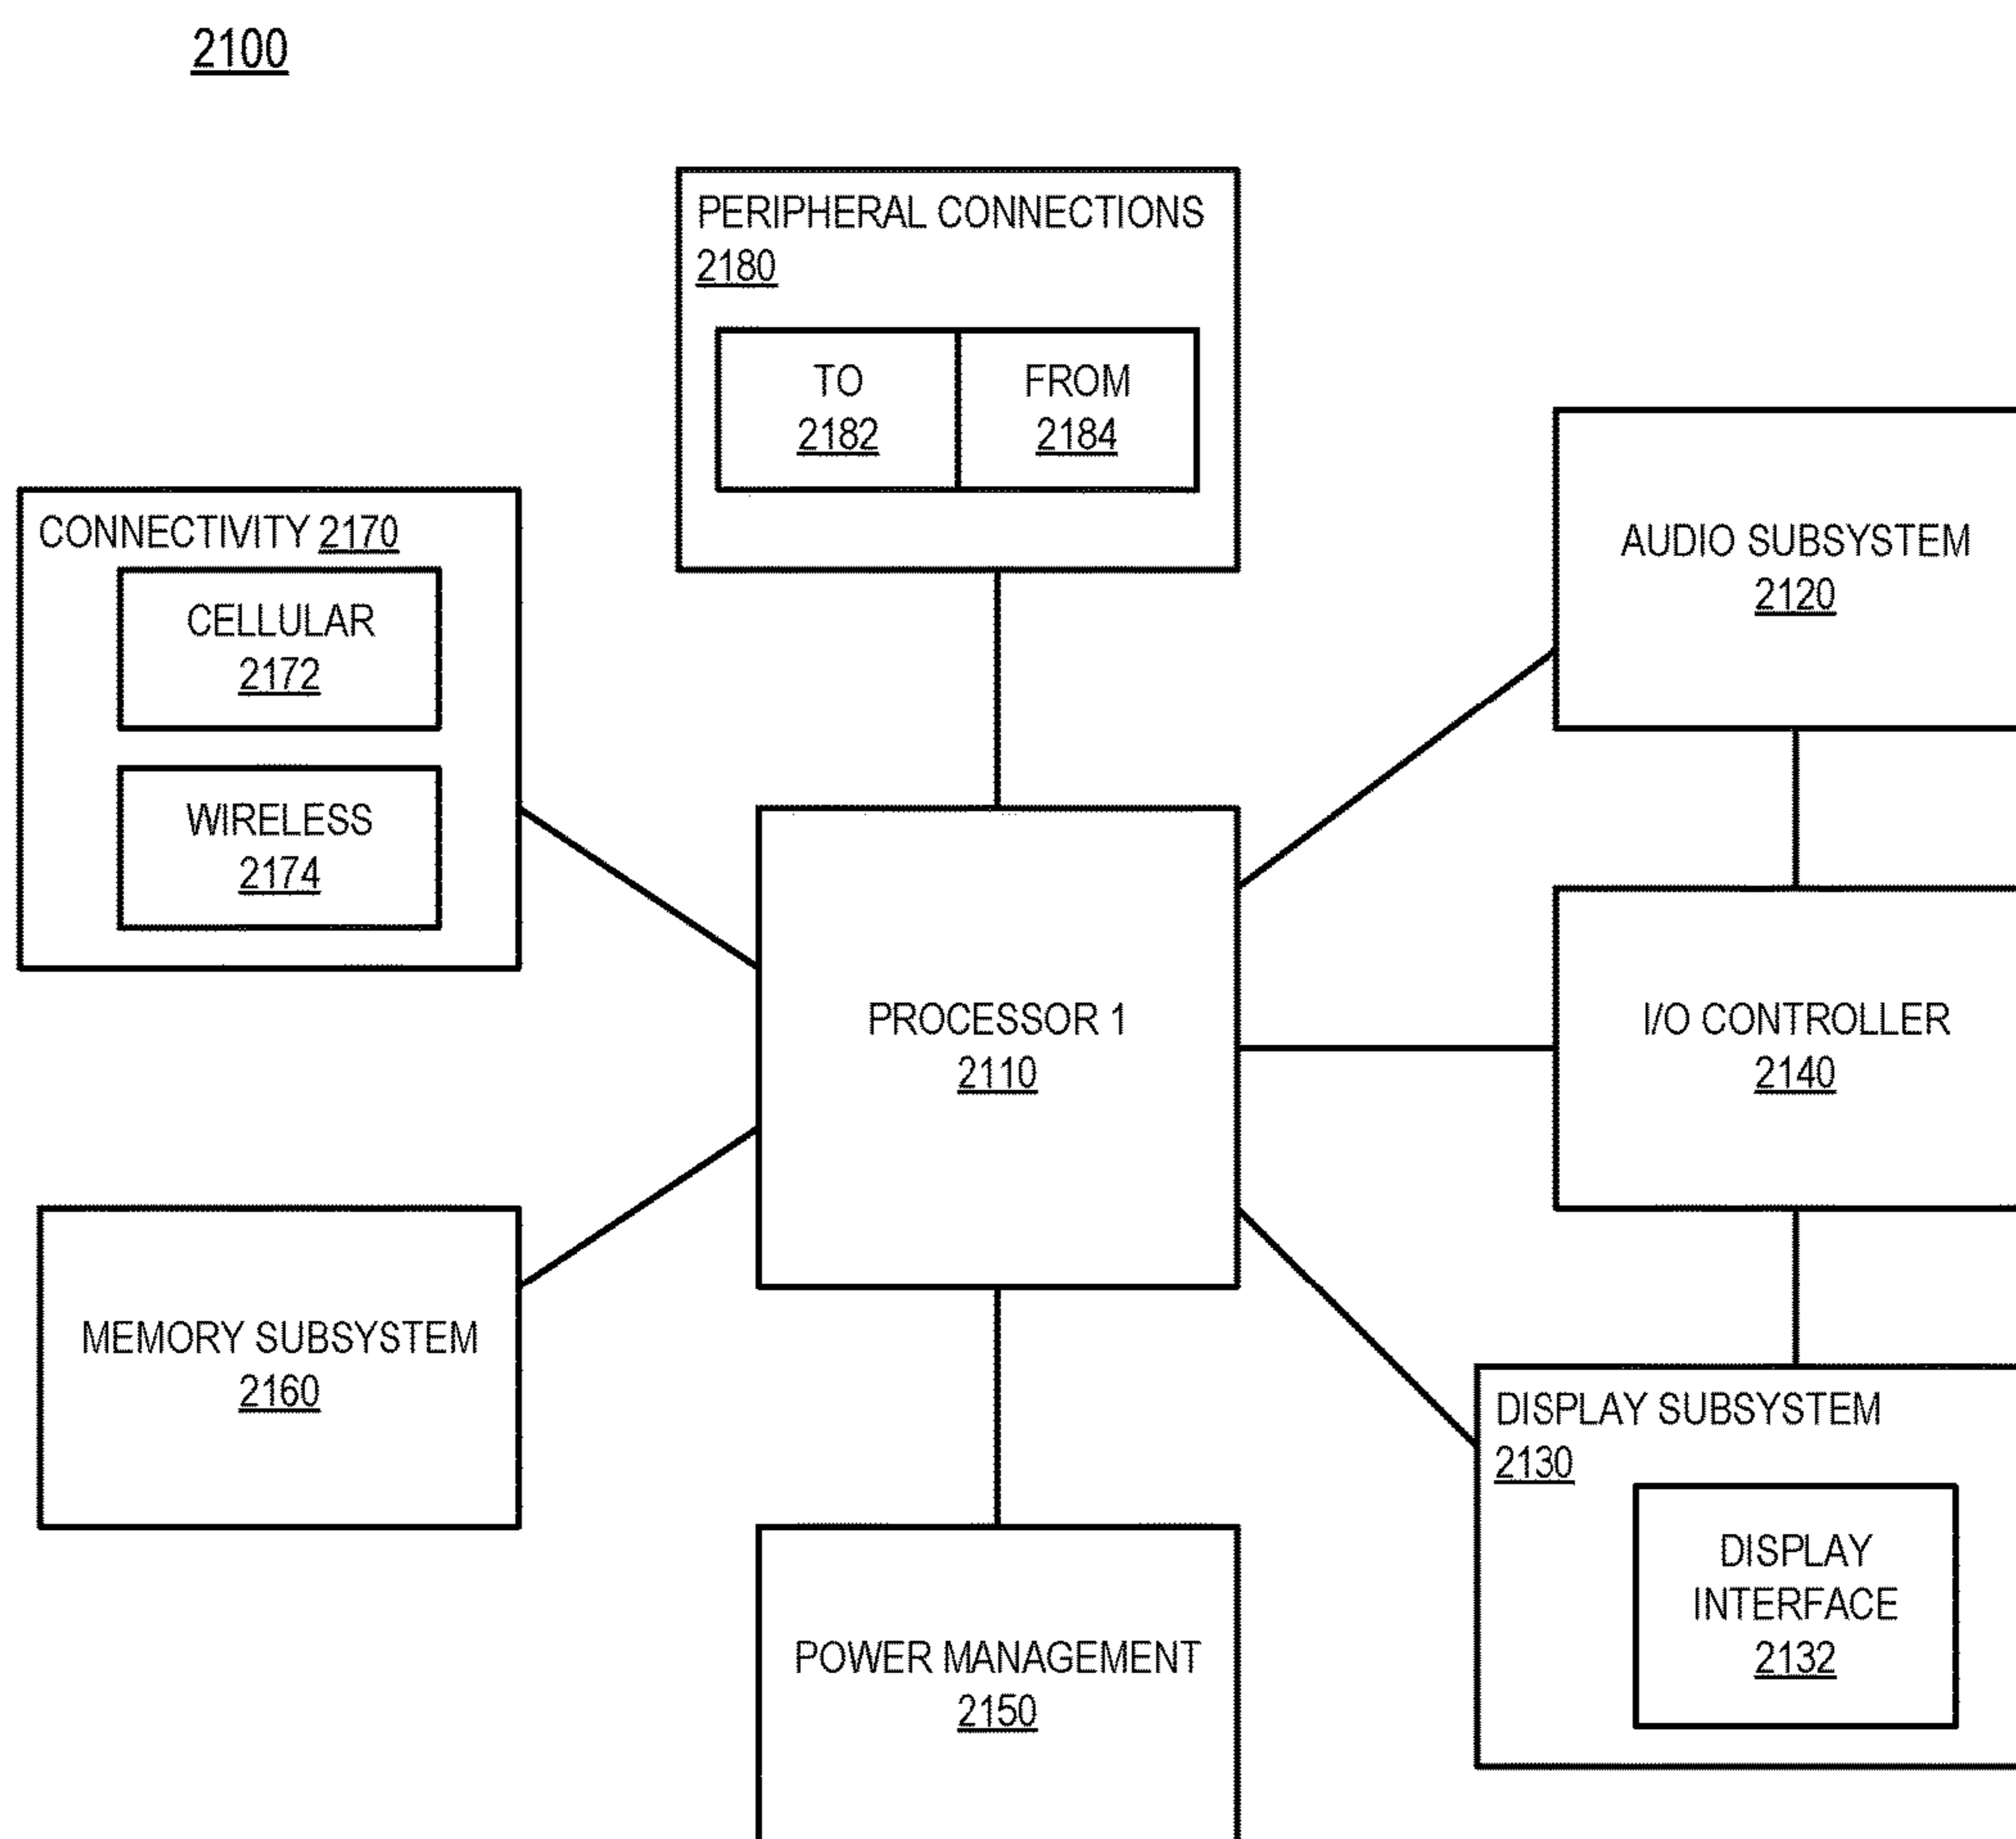 2100
PERIPHERAL CONNECTIONS
2180
TO
2182
FROM
2184
CONNECTIVITY 2170
CELLULAR
2172
WIRELESS
2174
AUDIO SUBSYSTEM
2120
PROCESSOR 1
2110
I/O CONTROLLER
2140
MEMORY SUBSYSTEM
2160
DISPLAY SUBSYSTEM
2130
DISPLAY
INTERFACE
2132
POWER MANAGEMENT
2150